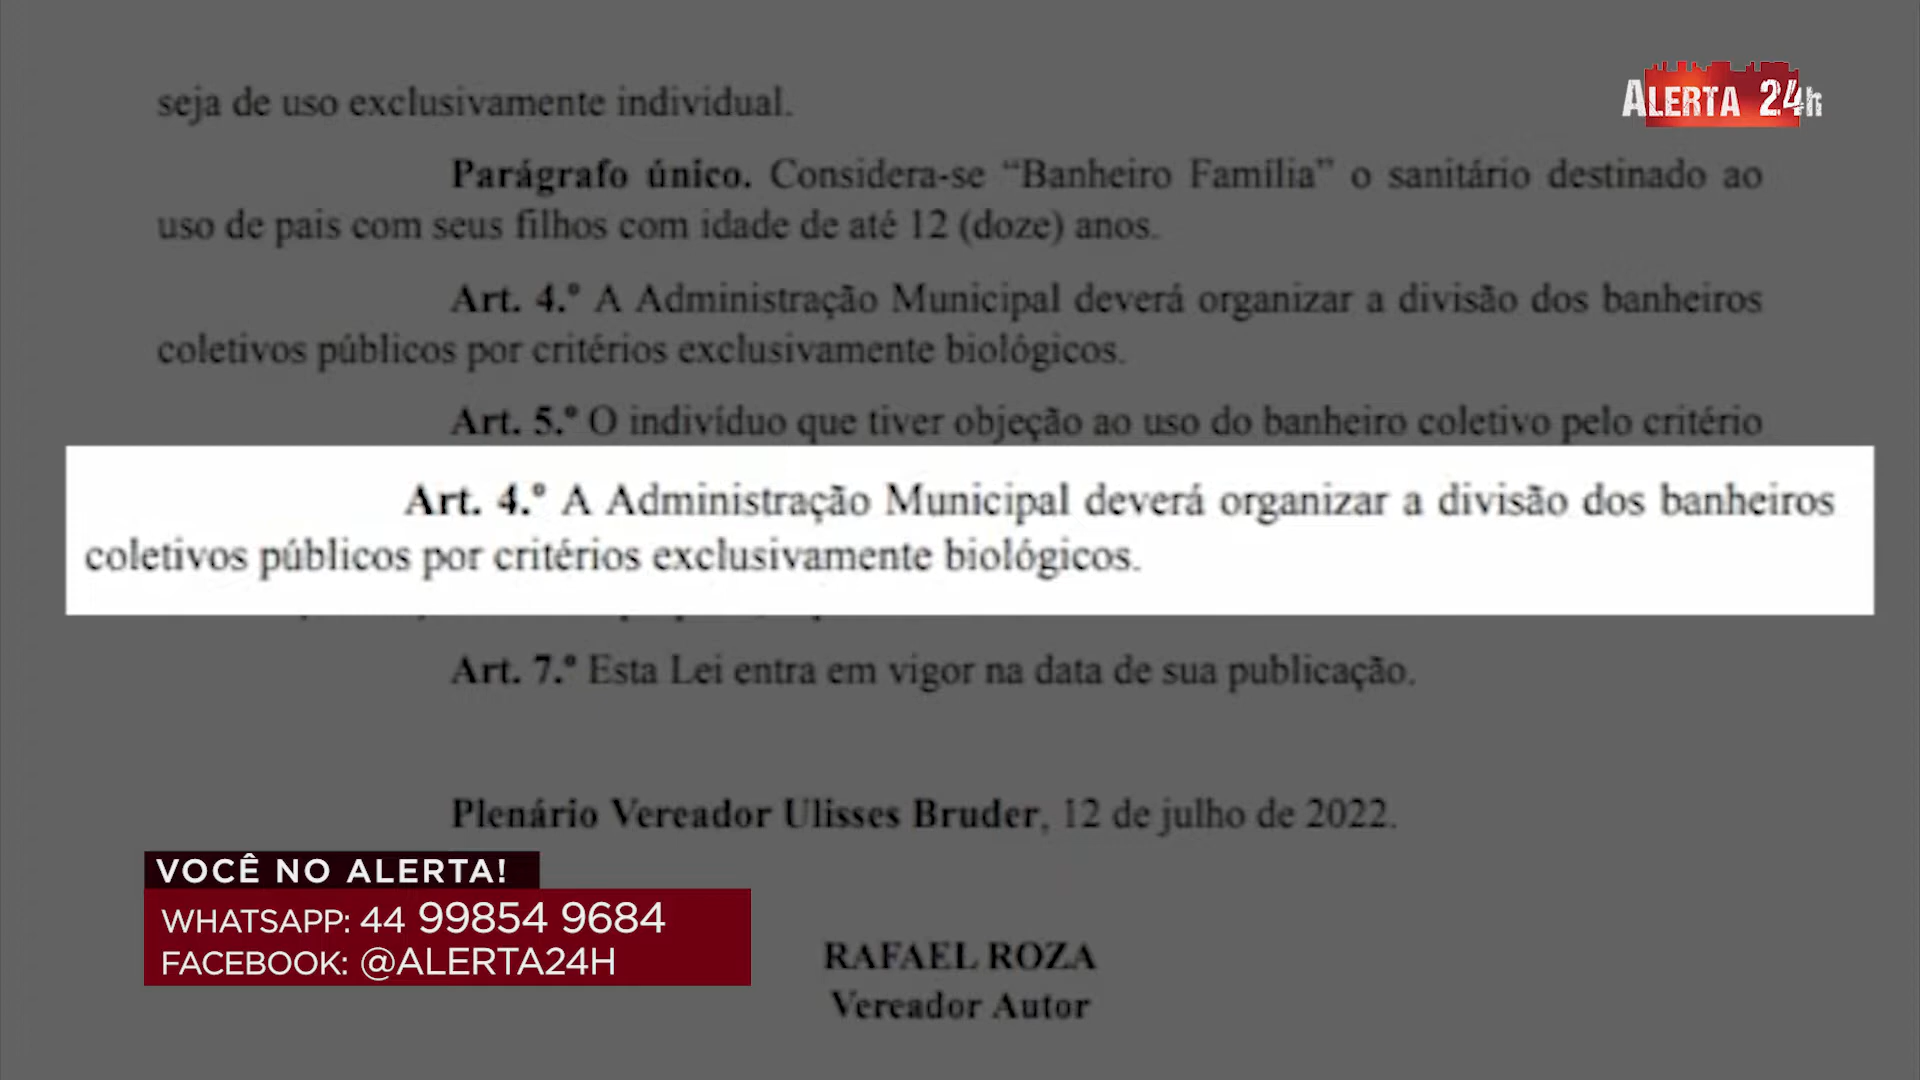 ALERTA 24h
seja de uso exclusivamente individual.
Parágrafo único. Considera-se “Banheiro Família” o sanitário destinado ao
uso de pais com seus filhos com idade de até 12 (doze) anos.
Art. 4.º A Administração Municipal deverá organizar a divisão dos banheiros
coletivos públicos por critérios exclusivamente biológicos.
Art. 5.º O indivíduo que tiver objeção ao uso do banheiro coletivo pelo critério
Art. 4.º A Administração Municipal deverá organizar a divisão dos banheiros
coletivos públicos por critérios exclusivamente biológicos.
Art. 7.º Esta Lei entra em vigor na data de sua publicação.
Plenário Vereador Ulisses Bruder, 12 de julho de 2022.
VOCÊ NO ALERTA!
WHATSAPP: 44 99854 9684
FACEBOOK: @ALERTA24H
RAFAEL ROZA
Vereador Autor